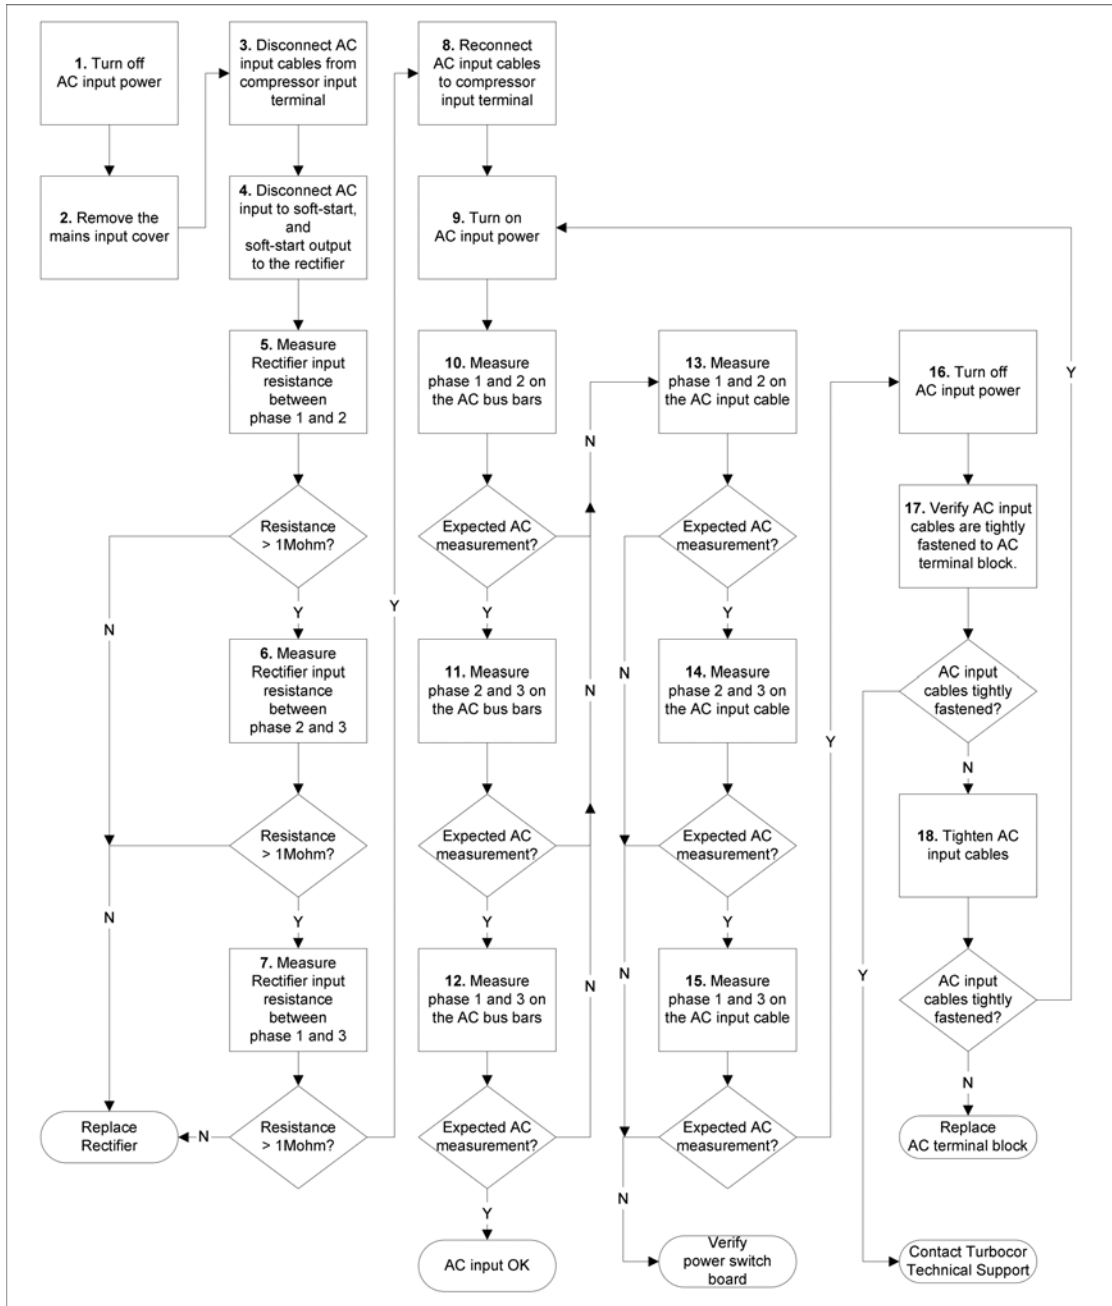 1. Turn off
AC input power
2. Remove the
mains input cover
3. Disconnect AC
input cables from
compressor input
terminal
4. Disconnect AC
input to soft-start,
and
soft-start output
to the rectifier
5. Measure
Rectifier input
resistance
between
phase 1 and 2
Resistance
> 1Mohm?
N
Y
6. Measure
Rectifier input
resistance
between
phase 2 and 3
Resistance
> 1Mohm?
N
Y
7. Measure
Rectifier input
resistance
between
phase 1 and 3
Resistance
> 1Mohm?
N
Replace
Rectifier
Y
8. Reconnect
AC input cables
to compressor
input terminal
9. Turn on
AC input power
10. Measure
phase 1 and 2 on
the AC bus bars
Expected AC
measurement?
N
Y
11. Measure
phase 2 and 3 on
the AC bus bars
Expected AC
measurement?
N
Y
12. Measure
phase 1 and 3 on
the AC bus bars
Expected AC
measurement?
N
Y
AC input OK
13. Measure
phase 1 and 2 on
the AC input cable
Expected AC
measurement?
N
Y
14. Measure
phase 2 and 3 on
the AC input cable
Expected AC
measurement?
N
Y
15. Measure
phase 1 and 3 on
the AC input cable
Expected AC
measurement?
N
Verify
power switch
board
Y
16. Turn off
AC input power
17. Verify AC input
cables are tightly
fastened to AC
terminal block.
AC input
cables tightly
fastened?
N
Y
18. Tighten AC
input cables
AC input
cables tightly
fastened?
Y
N
Replace
AC terminal block
Contact Turbocor
Technical Support